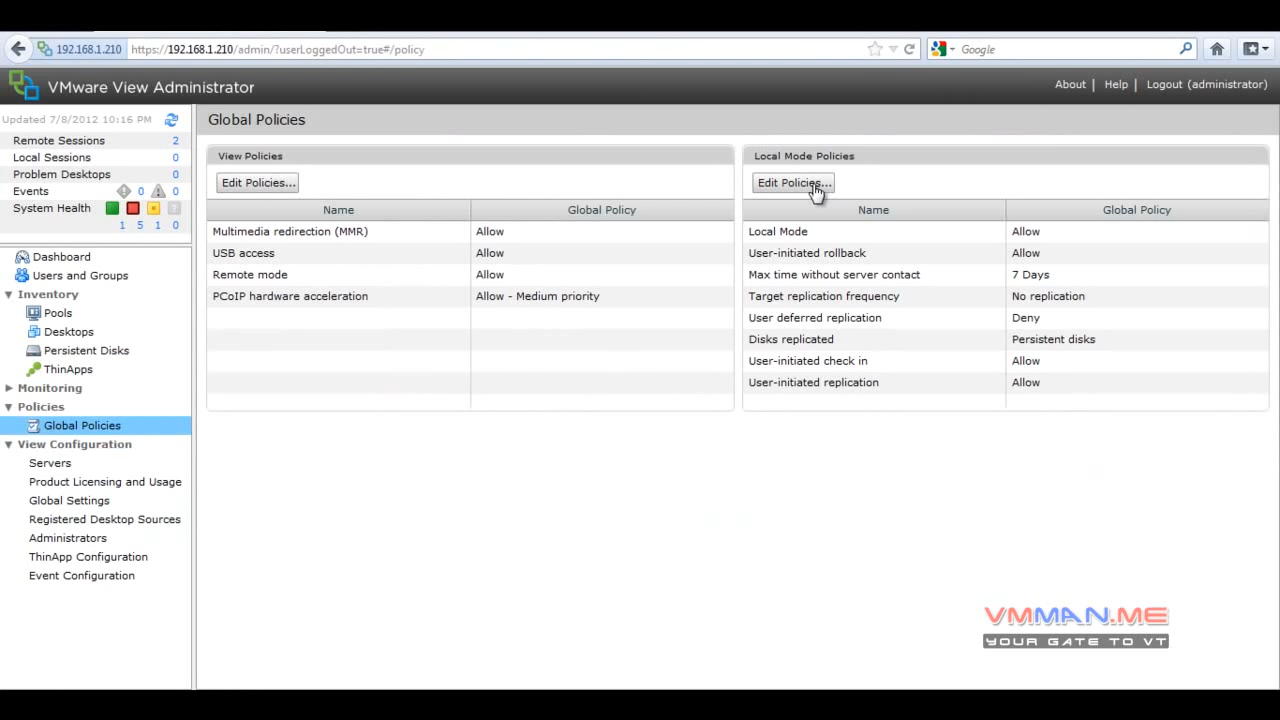 192.168.1.210 https://192.168.1.210/admin/?userLoggedOut=true#/policy Google
VMware View Administrator About | Help | Logout (administrator)
Updated 7/8/2012 10:16 PM
Remote Sessions 2
Local Sessions 0
Problem Desktops 0
Events 0 0
System Health
1 5 1 0
Dashboard
Users and Groups
Inventory
Pools
Desktops
Persistent Disks
ThinApps
Monitoring
Policies
Global Policies
View Configuration
Servers
Product Licensing and Usage
Global Settings
Registered Desktop Sources
Administrators
ThinApp Configuration
Event Configuration
Global Policies
View Policies
Edit Policies...
Name Global Policy
Multimedia redirection (MMR) Allow
USB access Allow
Remote mode Allow
PCoIP hardware acceleration Allow - Medium priority
Local Mode Policies
Edit Policies...
Name Global Policy
Local Mode Allow
User-initiated rollback Allow
Max time without server contact 7 Days
Target replication frequency No replication
User deferred replication Deny
Disks replicated Persistent disks
User-initiated check in Allow
User-initiated replication Allow
VMMAN.ME
YOUR GATE TO VT